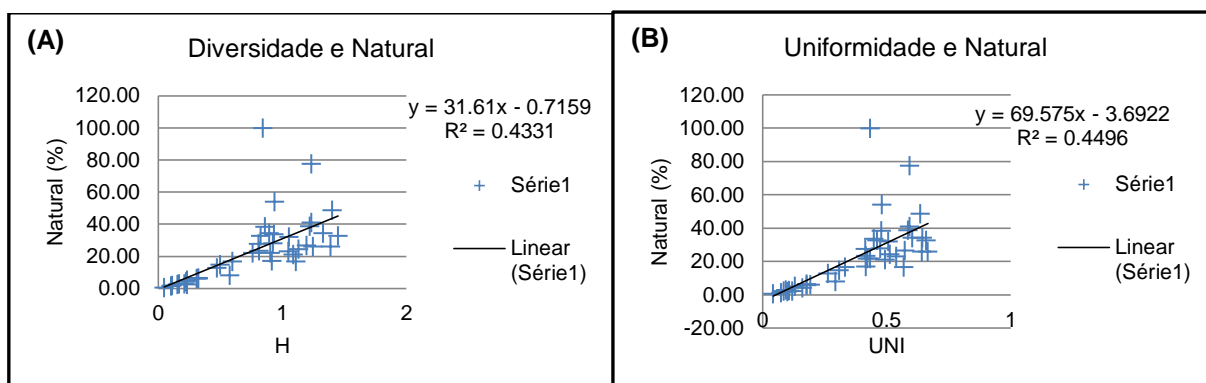 (A)
Diversidade e Natural
y = 31.61x - 0.7159
R² = 0.4331
Natural (%)
120.00
100.00
80.00
60.00
40.00
20.00
0.00
0
1
2
H
Série1
Linear
(Série1)
(B)
Uniformidade e Natural
y = 69.575x - 3.6922
R² = 0.4496
Natural (%)
120.00
100.00
80.00
60.00
40.00
20.00
0.00
-20.00
0
0.5
1
UNI
Série1
Linear
(Série1)